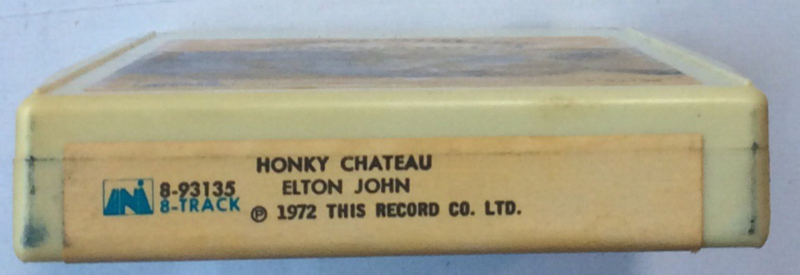 HONKY CHATEAU
8-93135 ELTON JOHN
8-TRACK ℗ 1972 THIS RECORD CO. LTD.